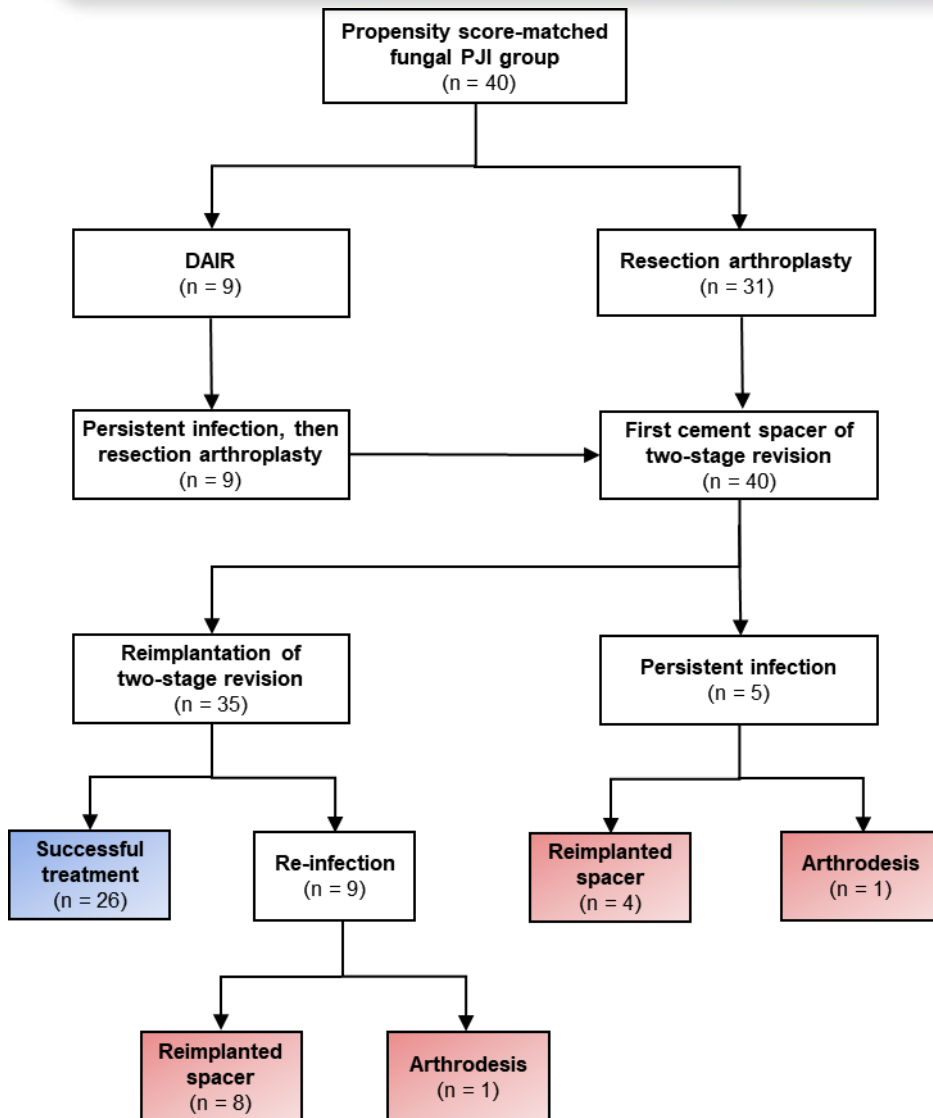 Propensity score-matched
fungal PJI group
(n = 40)
DAIR
(n = 9)
Resection arthroplasty
(n = 31)
Persistent infection, then
resection arthroplasty
(n = 9)
First cement spacer of
two-stage revision
(n = 40)
Reimplantation of
two-stage revision
(n = 35)
Persistent infection
(n = 5)
Successful
treatment
(n = 26)
Re-infection
(n = 9)
Reimplanted
spacer
(n = 4)
Arthrodesis
(n = 1)
Reimplanted
spacer
(n = 8)
Arthrodesis
(n = 1)